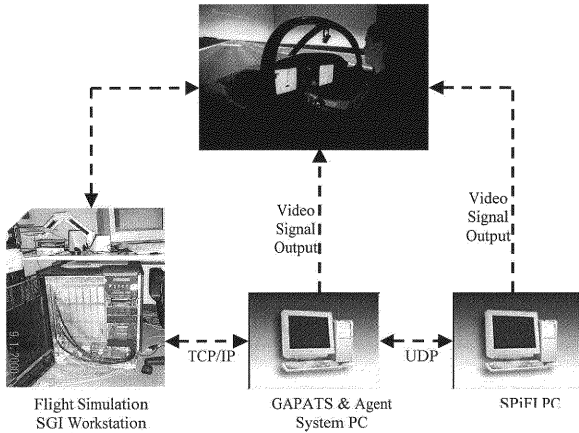 Video
Signal
Output
Video
Signal
Output
TCP/IP
UDP
Flight Simulation
SGI Workstation
GAPATS & Agent
System PC
SPiFI PC